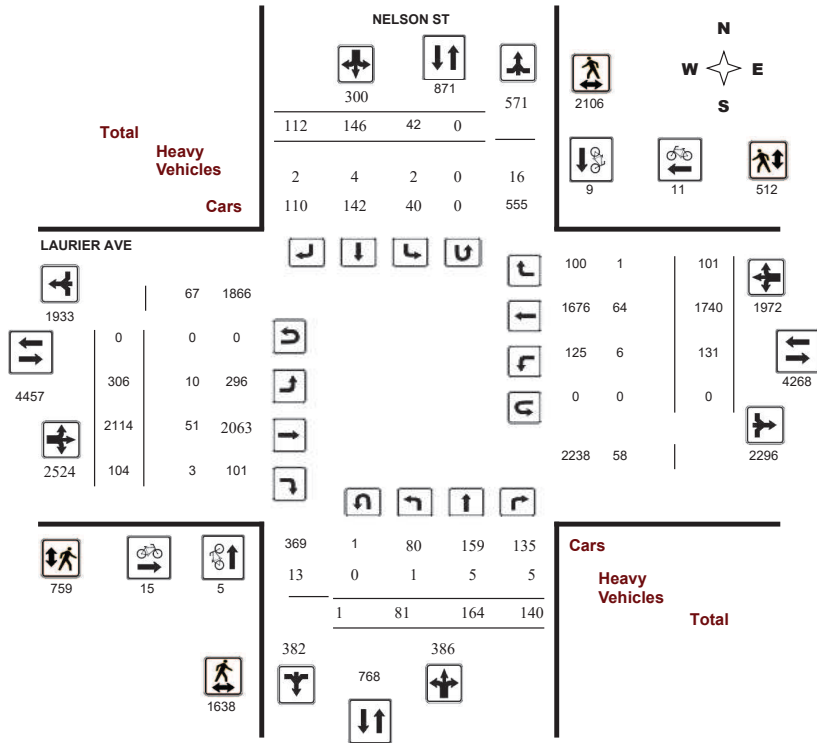 NELSON ST
N
W E
S
300
871
571
2106
112 146 42 0
Total
Heavy
Vehicles
2 4 2 0 16
Cars
110 142 40 0 555
9
11
512
LAURIER AVE
1933
67 1866
100 1 101
1972
0 0 0
1676 64 1740
4457
306 10 296
125 6 131
4268
0 0 0
2114 51 2063
2524
104 3 101
2238 58
2296
369 1 80 159 135
Cars
13 0 1 5 5
Heavy
Vehicles
759
15
5
1 81 164 140
Total
382
768
386
1638